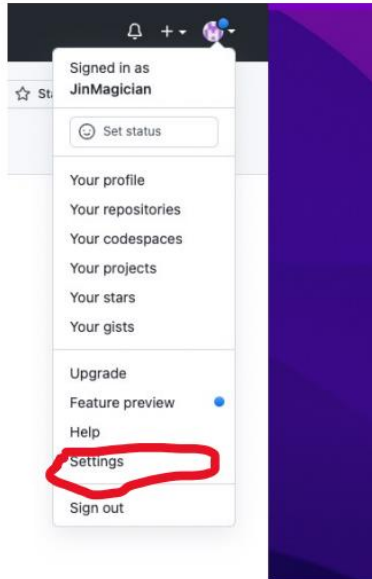 Signed in as
JinMagician
St
Set status
Your profile
Your repositories
Your codespaces
Your projects
Your stars
Your gists
Upgrade
Feature preview
Help
Settings
Sign out